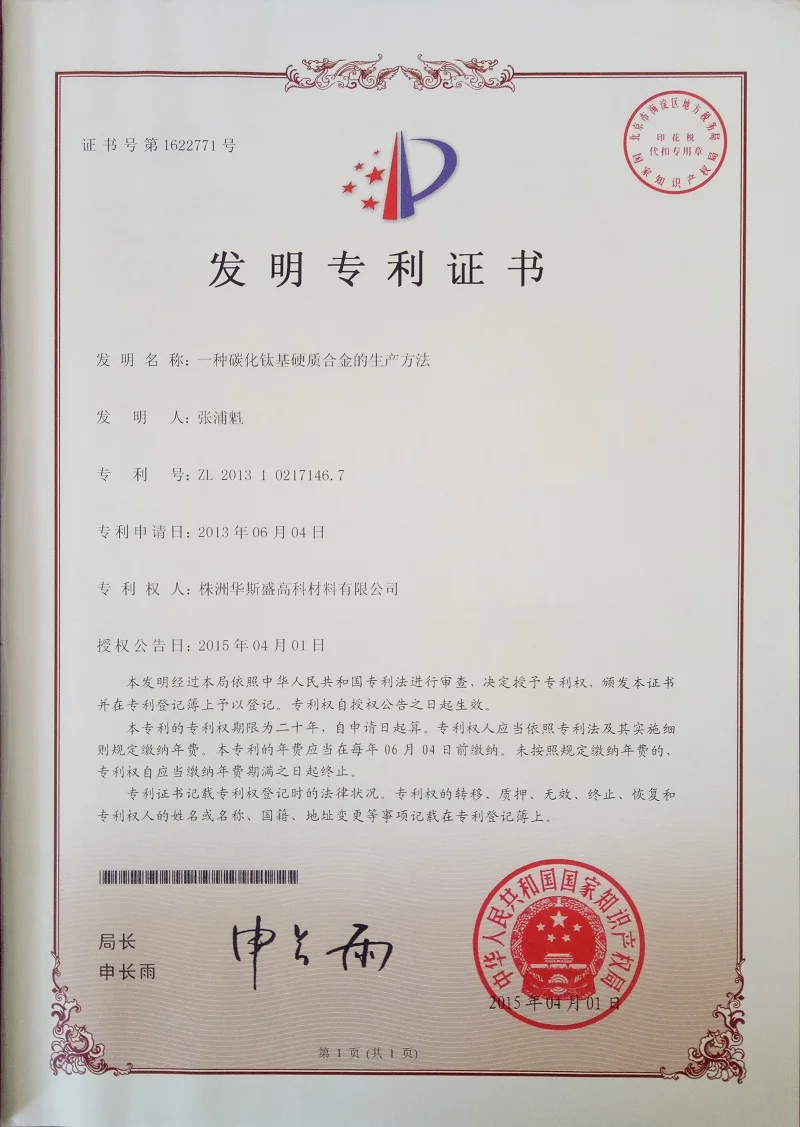 证书号第1622771号
北京市海淀区地方税务局
印花税
代扣专用章
国家知识产权局
发明专利证书
发明名称：一种碳化钛基硬质合金的生产方法
发明人：张浦魁
专利号：ZL 2013 1 0217146.7
专利申请日：2013年06月04日
专利权人：株洲华斯盛高科材料有限公司
授权公告日：2015年04月01日
本发明经过本局依照中华人民共和国专利法进行审查，决定授予专利权，颁发本证书
并在专利登记簿上予以登记。专利权自授权公告之日起生效。
本专利的专利权期限为二十年，自申请日起算。专利权人应当依照专利法及其实施细
则规定缴纳年费。本专利的年费应当在每年06月04日前缴纳。未按照规定缴纳年费的，
专利权自应当缴纳年费期满之日起终止。
专利证书记载专利权登记时的法律状况。专利权的转移、质押、无效、终止、恢复和
专利权人的姓名或名称、国籍、地址变更等事项记载在专利登记簿上。
局长
申长雨
申长雨
中华人民共和国国家知识产权局
2015年04月01日
第1页(共1页)